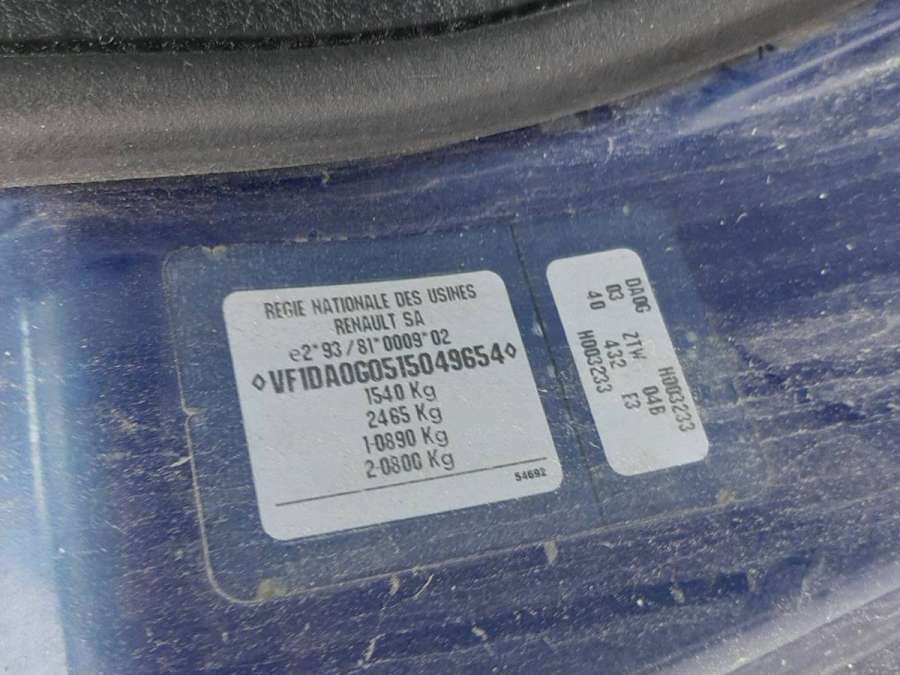 REGIE NATIONALE DES USINES
RENAULT SA
e2*93/81*0009*02
◊VF1DA0G0515049654◊
1540 Kg
2465 Kg
1-0890 Kg
2-0800 Kg
54692
DA0G ZTW 04B H003233
03 432 E3
40 H003233